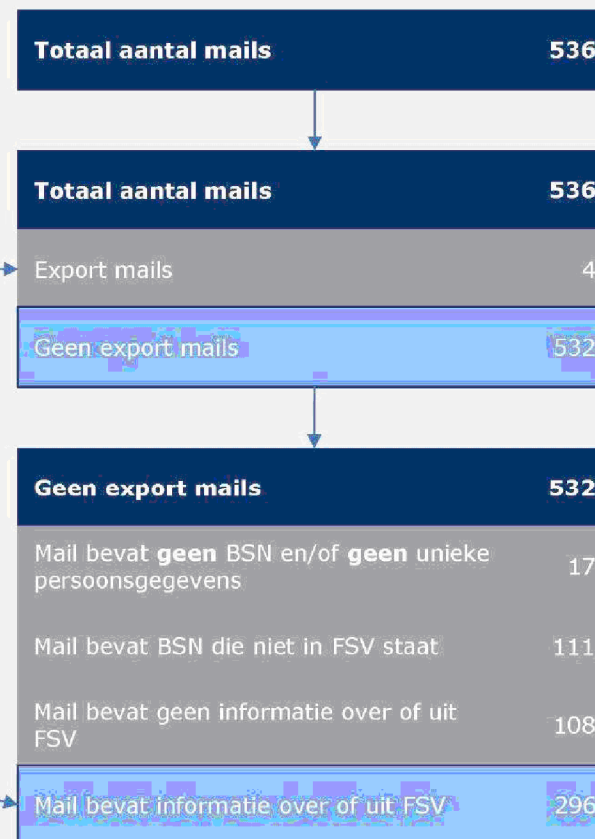 Totaal aantal mails 536
Totaal aantal mails 536
Export mails 4
Geen export mails 532
Geen export mails 532
Mail bevat geen BSN en/of geen unieke
persoonsgegevens 17
Mail bevat BSN die niet in FSV staat 111
Mail bevat geen informatie over of uit
FSV 108
Mail bevat informatie over of uit FSV 296